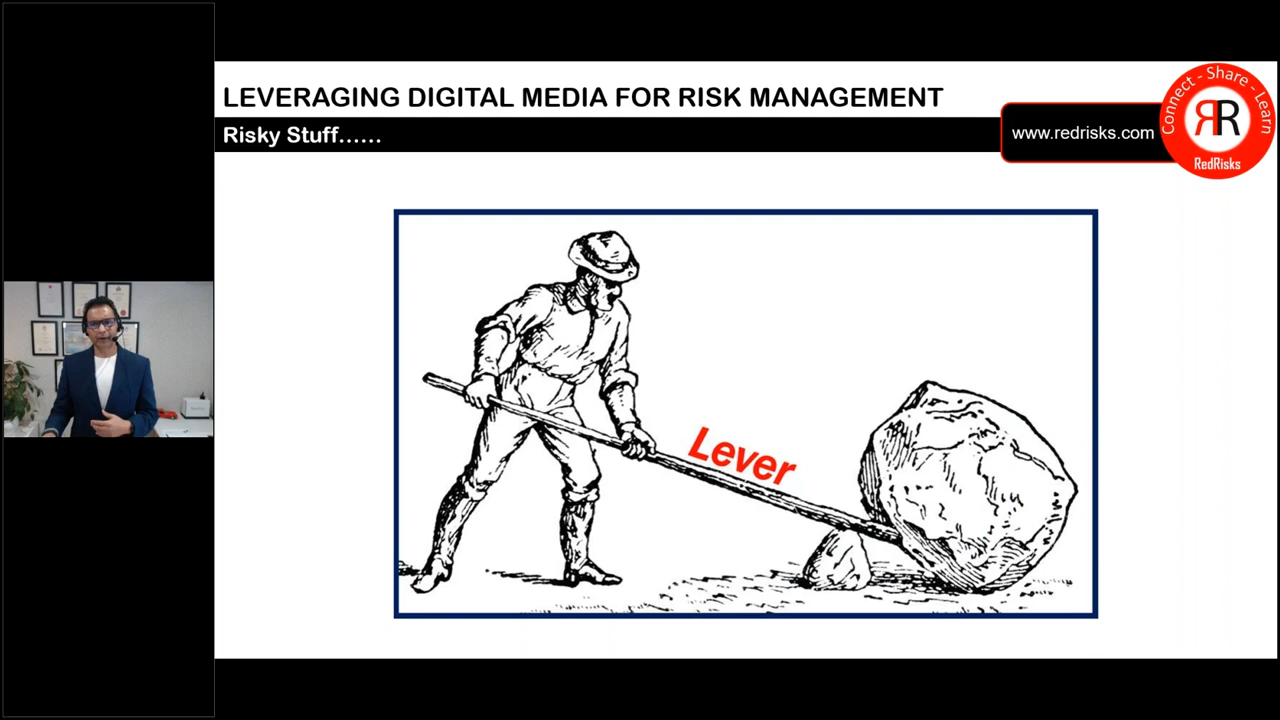 LEVERAGING DIGITAL MEDIA FOR RISK MANAGEMENT
Risky Stuff......
www.redrisks.com
Connect - Share - Learn
RR
RedRisks
Lever